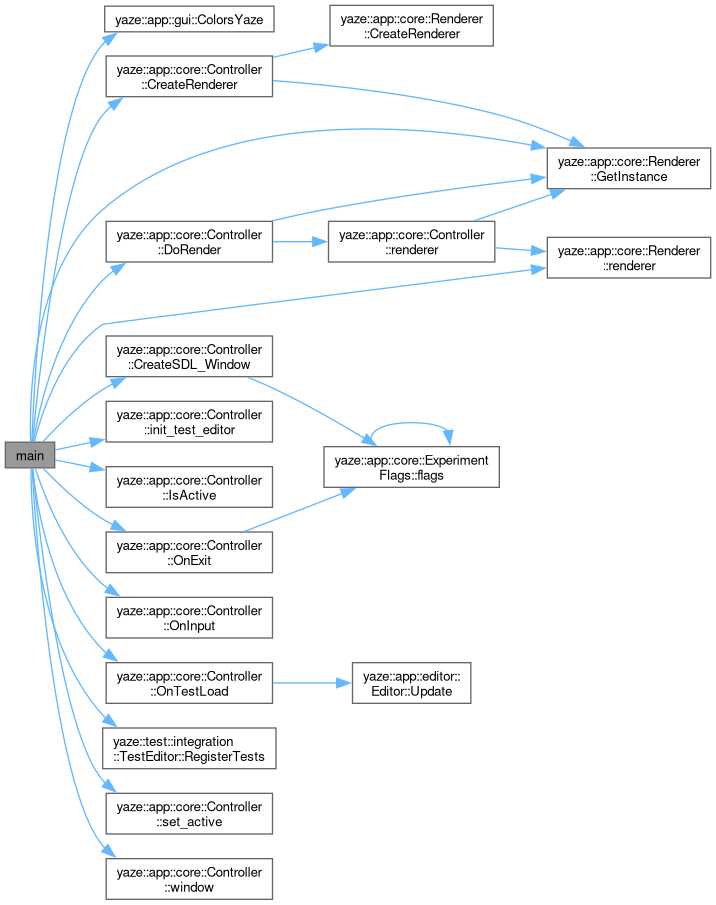 yaze::app::gui::ColorsYaze
yaze::app::core::Renderer
::CreateRenderer
yaze::app::core::Controller
::CreateRenderer
yaze::app::core::Renderer
::GetInstance
yaze::app::core::Controller
::DoRender
yaze::app::core::Controller
::renderer
yaze::app::core::Renderer
::renderer
yaze::app::core::Controller
::CreateSDL_Window
yaze::app::core::Controller
::init_test_editor
main
yaze::app::core::Experiment
Flags::flags
yaze::app::core::Controller
::IsActive
yaze::app::core::Controller
::OnExit
yaze::app::core::Controller
::OnInput
yaze::app::core::Controller
::OnTestLoad
yaze::app::editor::
Editor::Update
yaze::test::integration
::TestEditor::RegisterTests
yaze::app::core::Controller
::set_active
yaze::app::core::Controller
::window